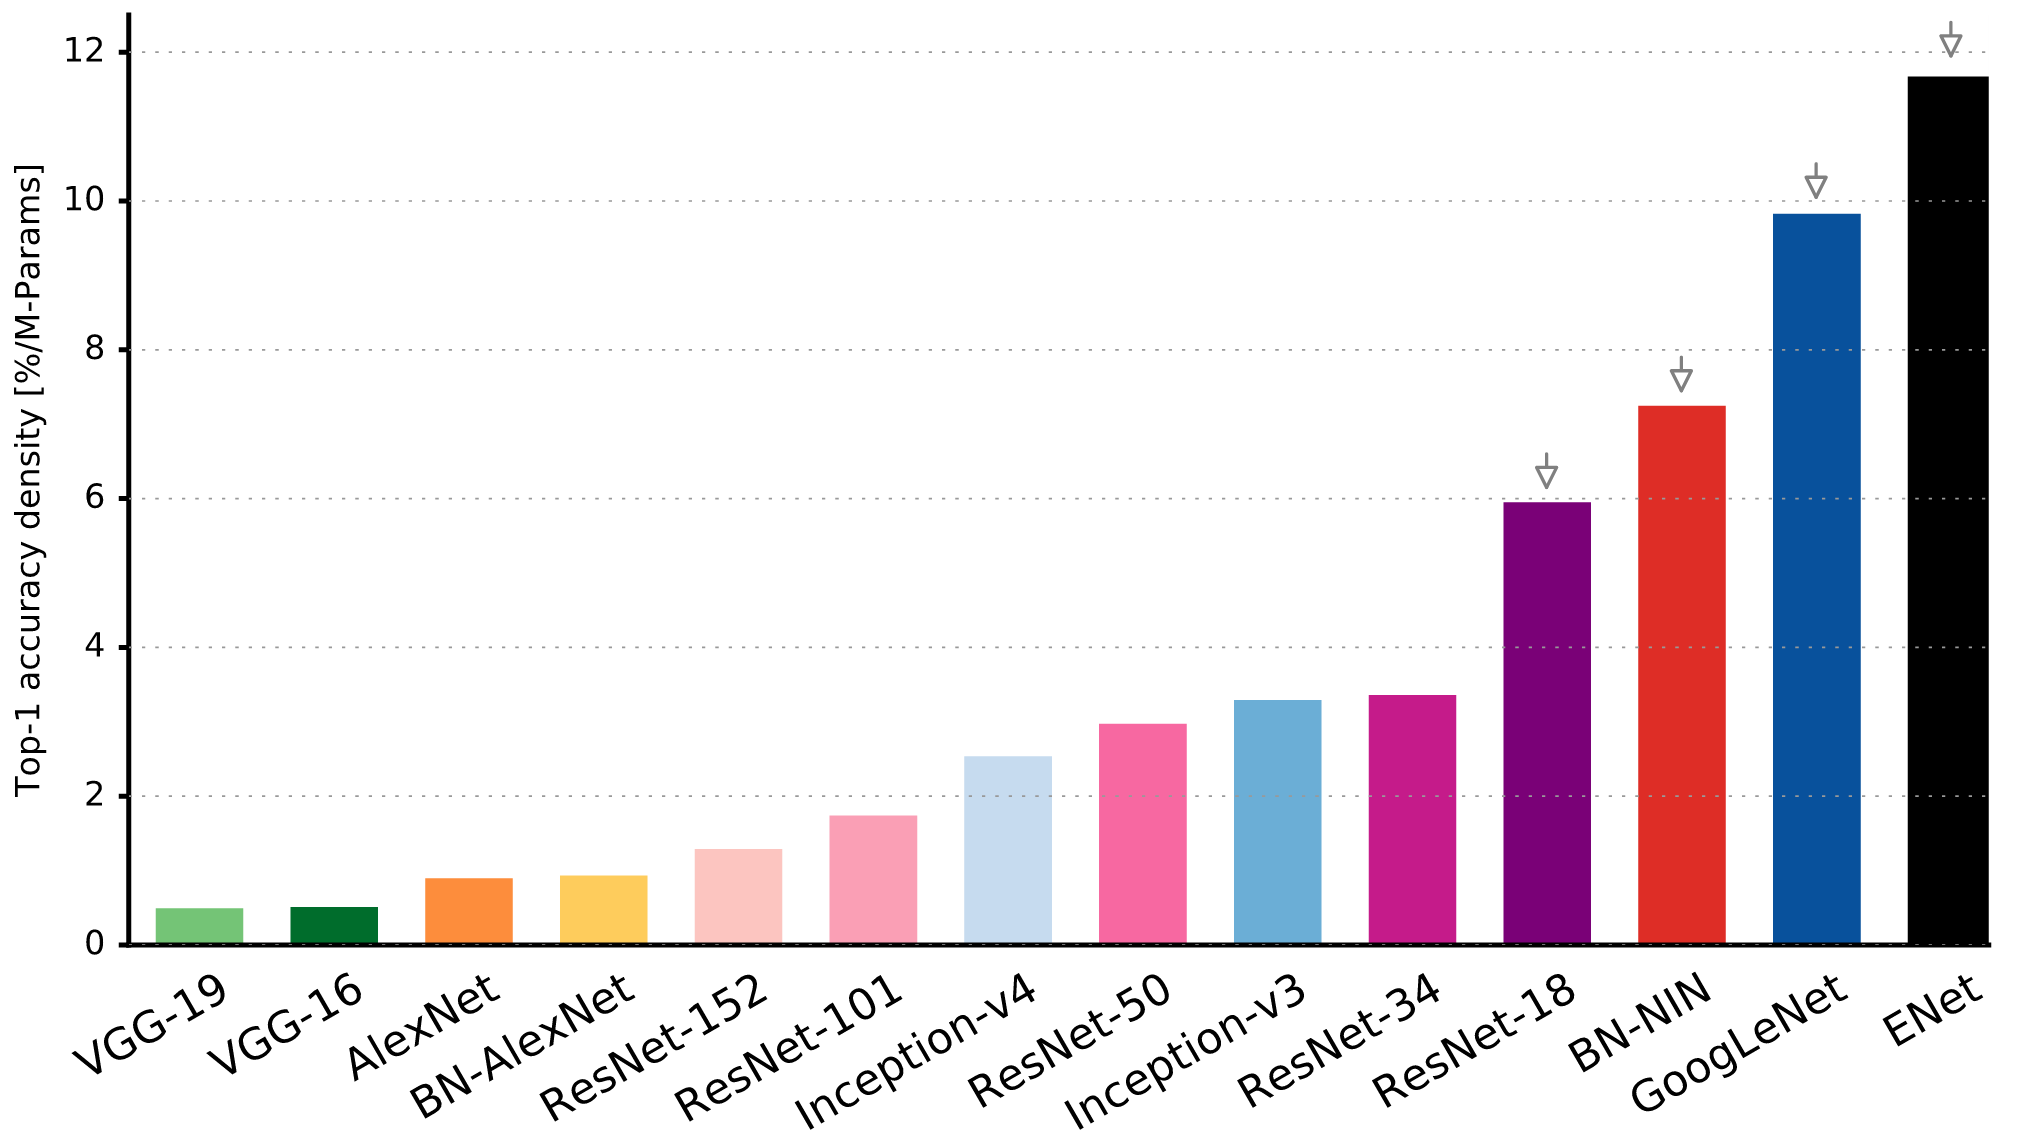 Top-1 accuracy density [%/M-Params]
12
10
8
6
4
2
0
VGG-19
VGG-16
AlexNet
BN-AlexNet
ResNet-152
ResNet-101
Inception-v4
ResNet-50
Inception-v3
ResNet-34
ResNet-18
BN-NIN
GoogLeNet
ENet